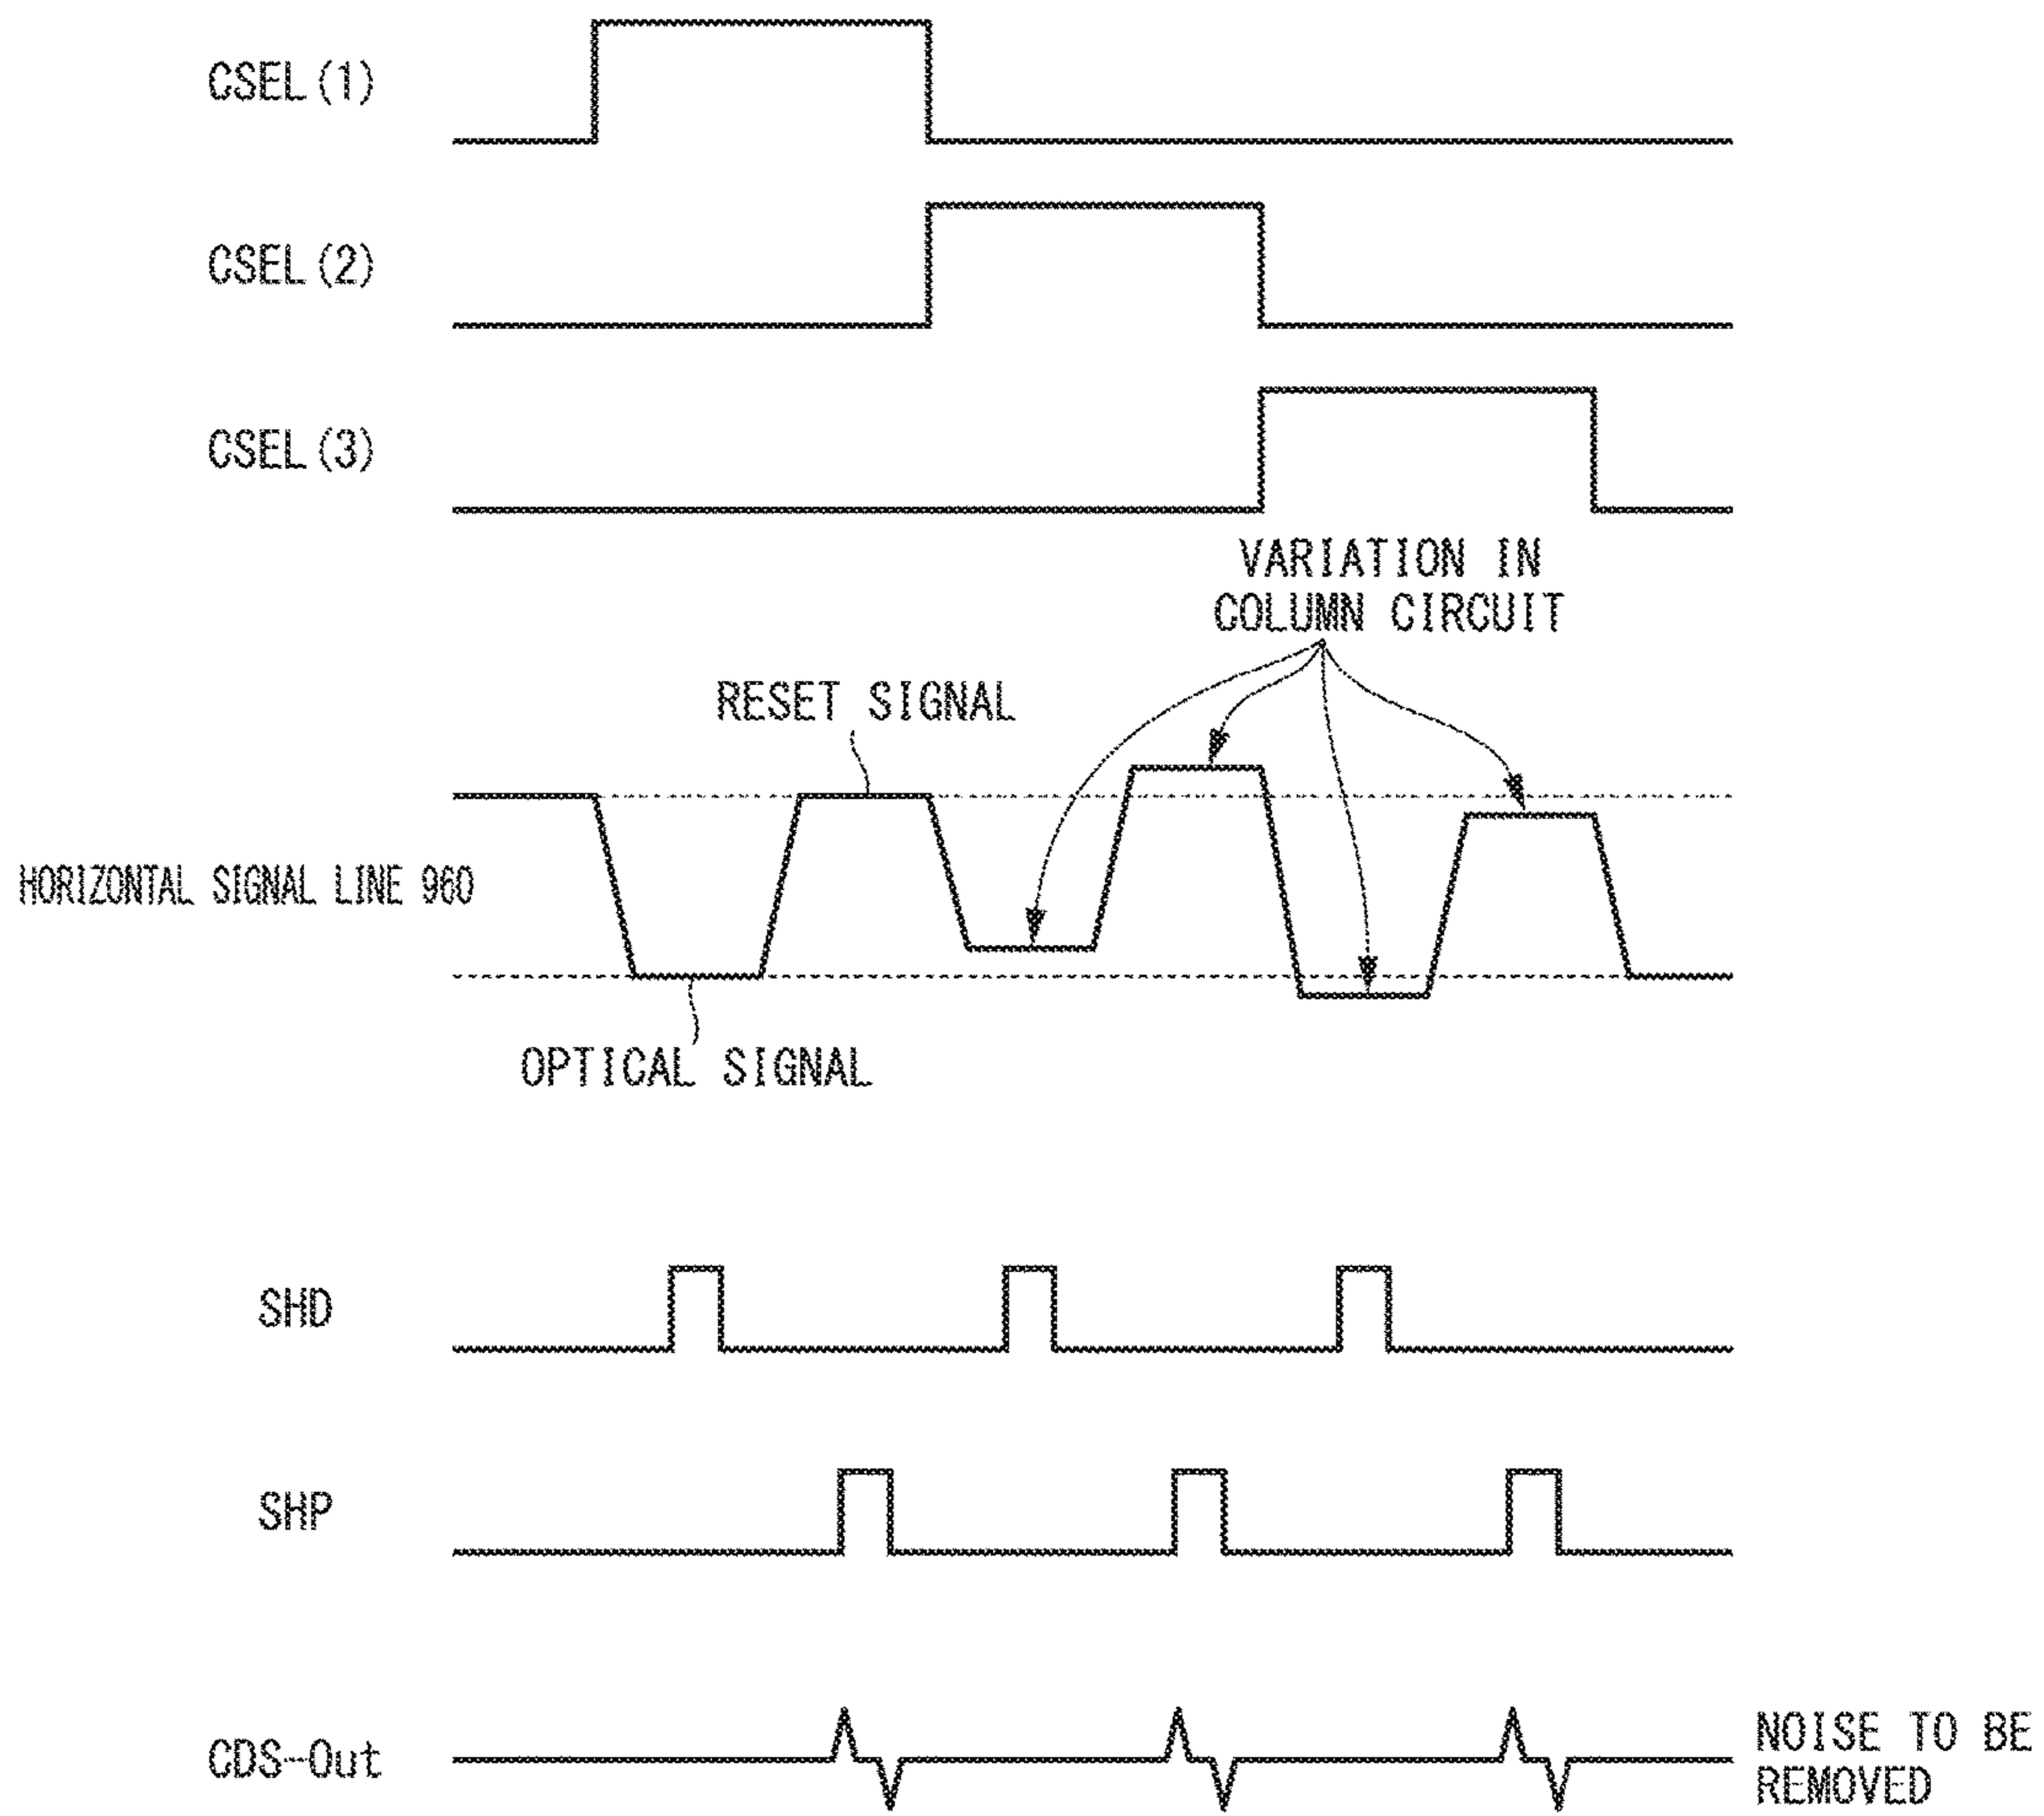 CSEL(1)
CSEL(2)
CSEL(3)
VARIATION IN
COLUMN CIRCUIT
RESET SIGNAL
HORIZONTAL SIGNAL LINE 960
OPTICAL SIGNAL
SHD
SHP
CDS-Out
NOISE TO BE
REMOVED